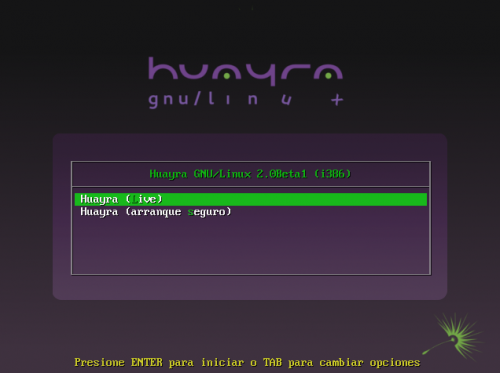 huayra
gnu/linux +
Huayra GNU/Linux 2.0Beta1 (i386)
Huayra (Live)
Huayra (arranque seguro)
Presione ENTER para iniciar o TAB para cambiar opciones